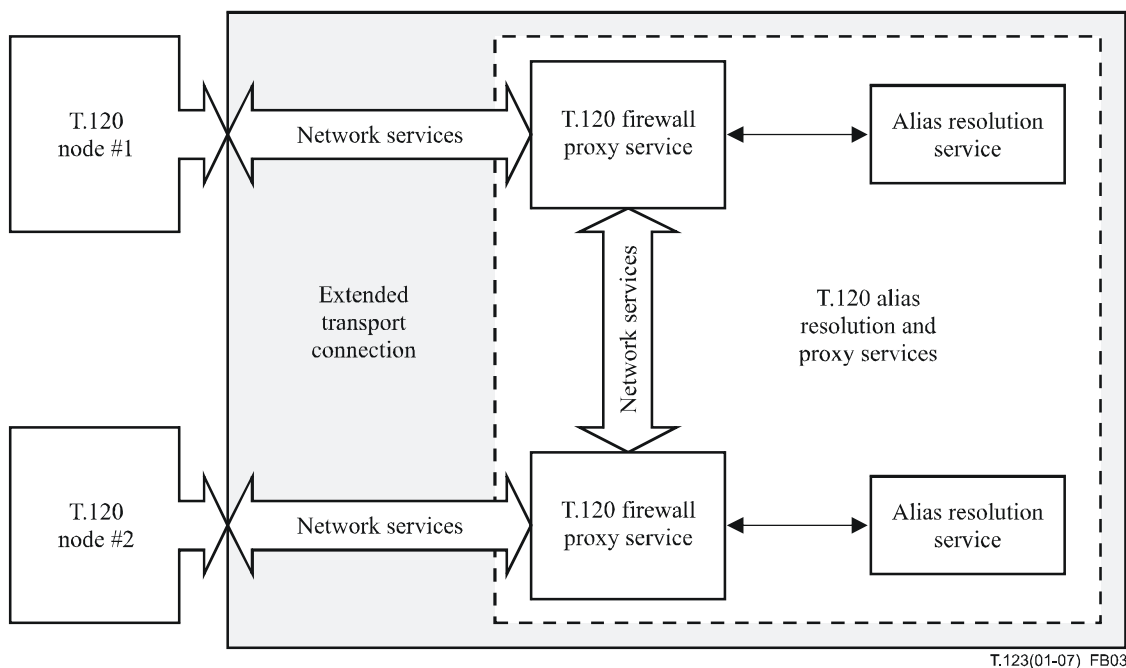 T.120
node #1
Network services
T.120 firewall
proxy service
Alias resolution
service
Extended
transport
connection
Network services
T.120 alias
resolution and
proxy services
T.120
node #2
Network services
T.120 firewall
proxy service
Alias resolution
service
T.123(01-07)_FB03